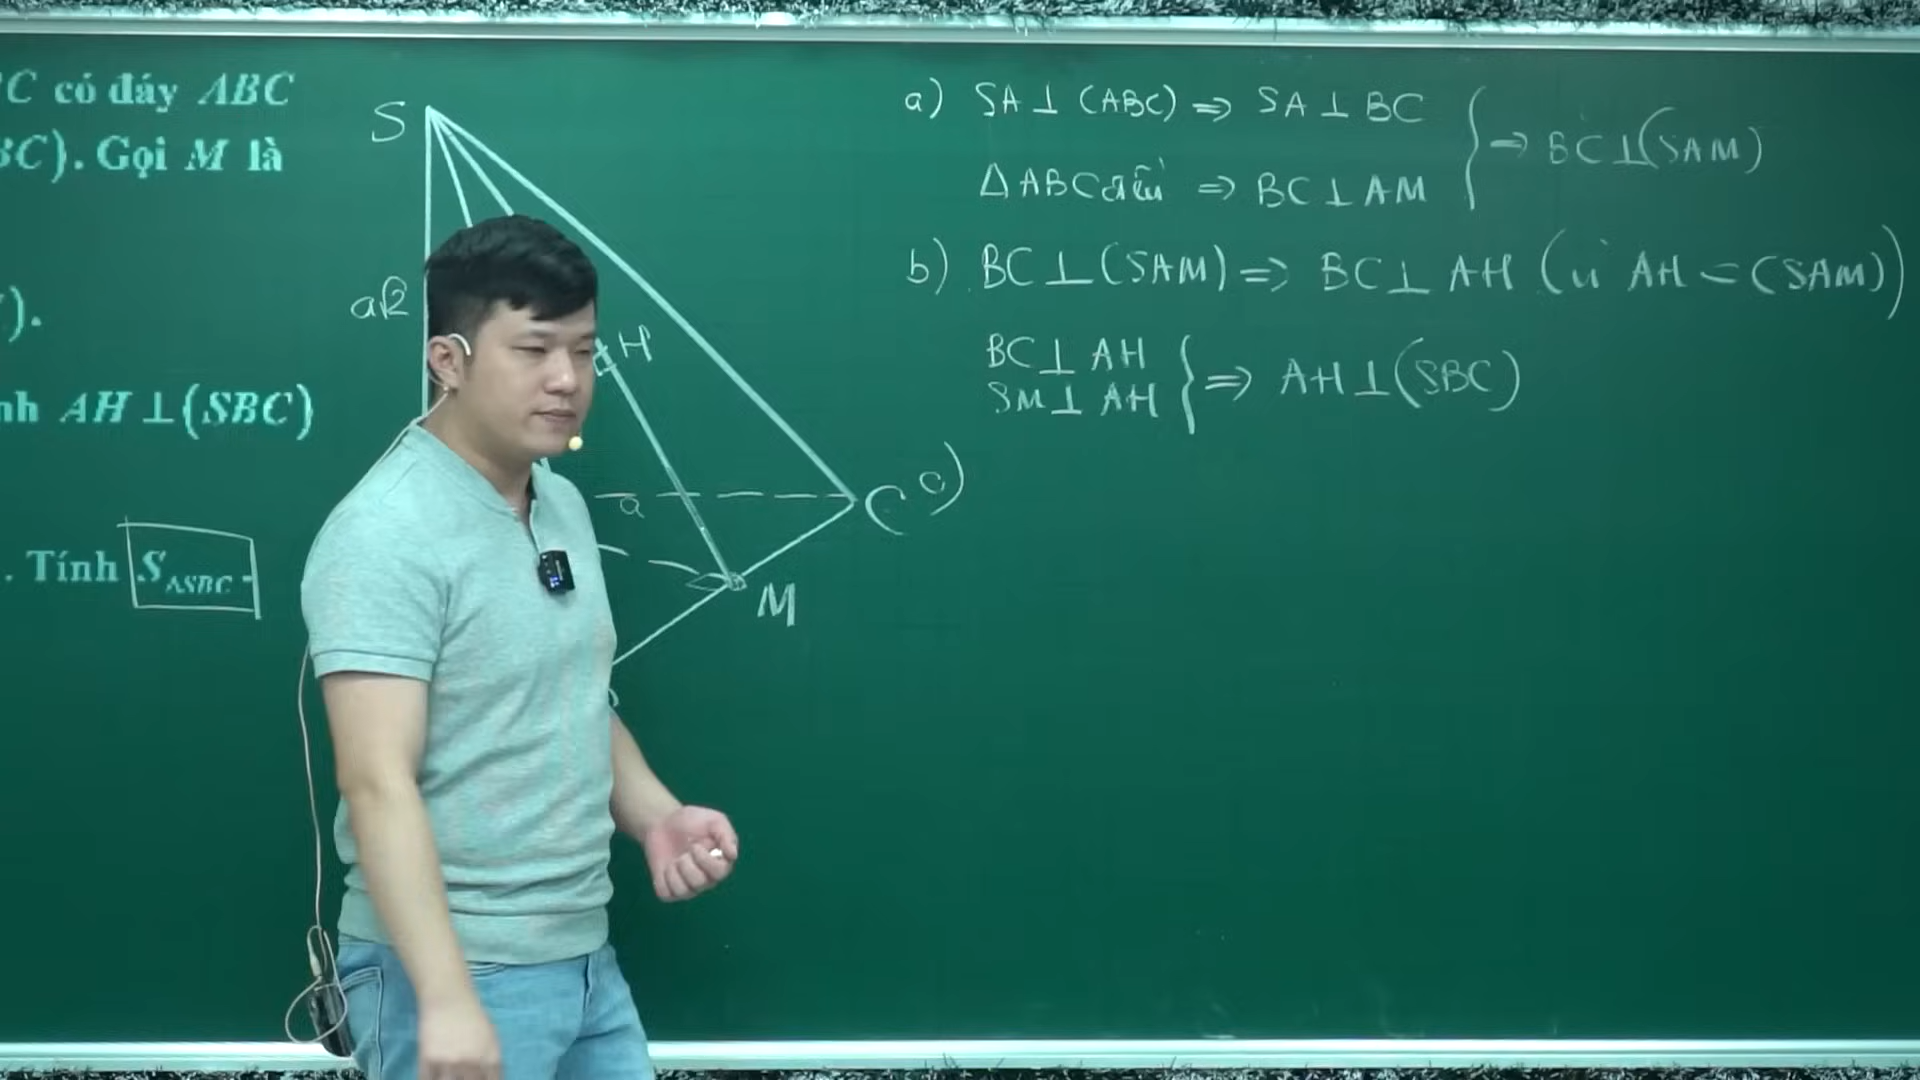 C có đáy ABC
BC). Gọi M là
).
nh AH ⊥ (SBC)
. Tính S_ΔSBC.
S
a√2
H
a
C
M
a) SA ⊥ (ABC) ⇒ SA ⊥ BC
ΔABC đều ⇒ BC ⊥ AM
} ⇒ BC ⊥ (SAM)
b) BC ⊥ (SAM) ⇒ BC ⊥ AH (vì AH ⊂ (SAM))
BC ⊥ AH
SM ⊥ AH
} ⇒ AH ⊥ (SBC)
c)